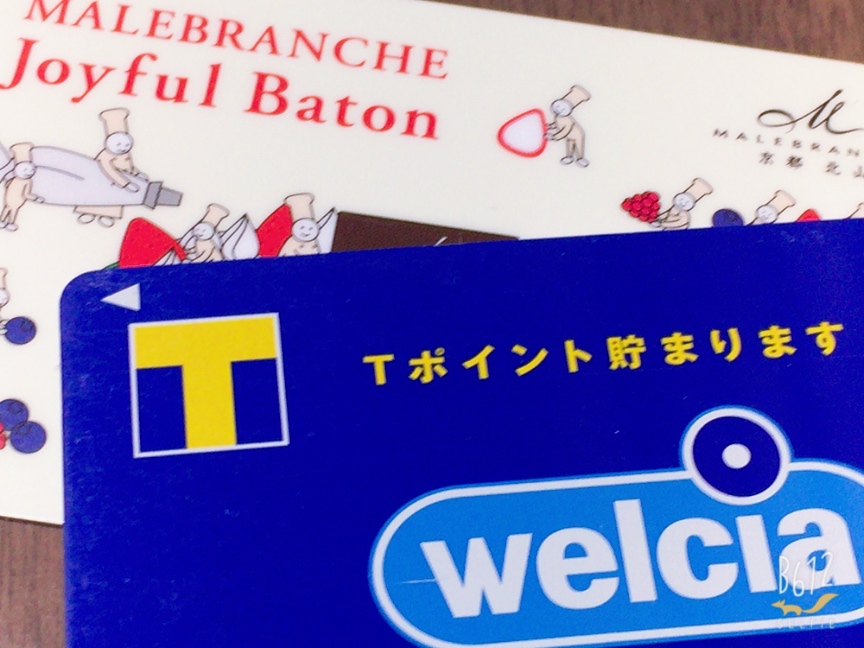 MALEBRANCHE
Joyful Baton
M
MALEBRAN
京都 北山
T
Tポイント貯まります
welcia
B612